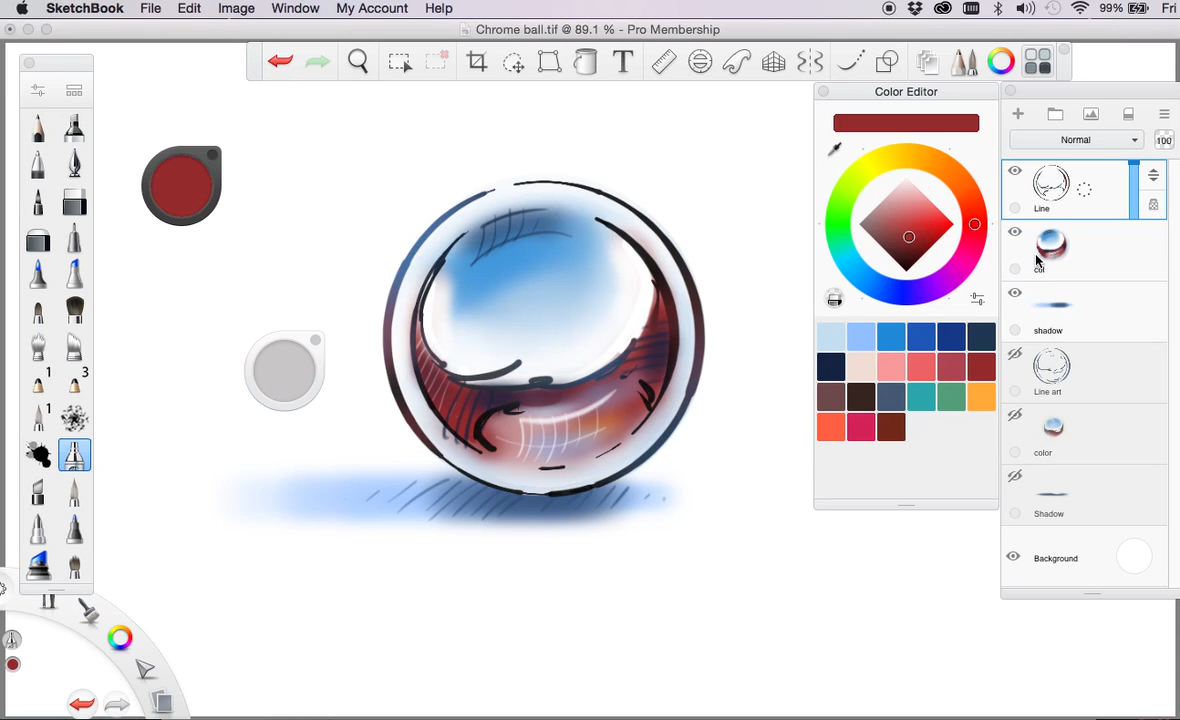 SketchBook File Edit Image Window My Account Help 99% Fri
Chrome ball.tif @ 89.1 % - Pro Membership
T
Color Editor
Normal
100
Line
col
shadow
Line art
color
Shadow
Background
1 3
1